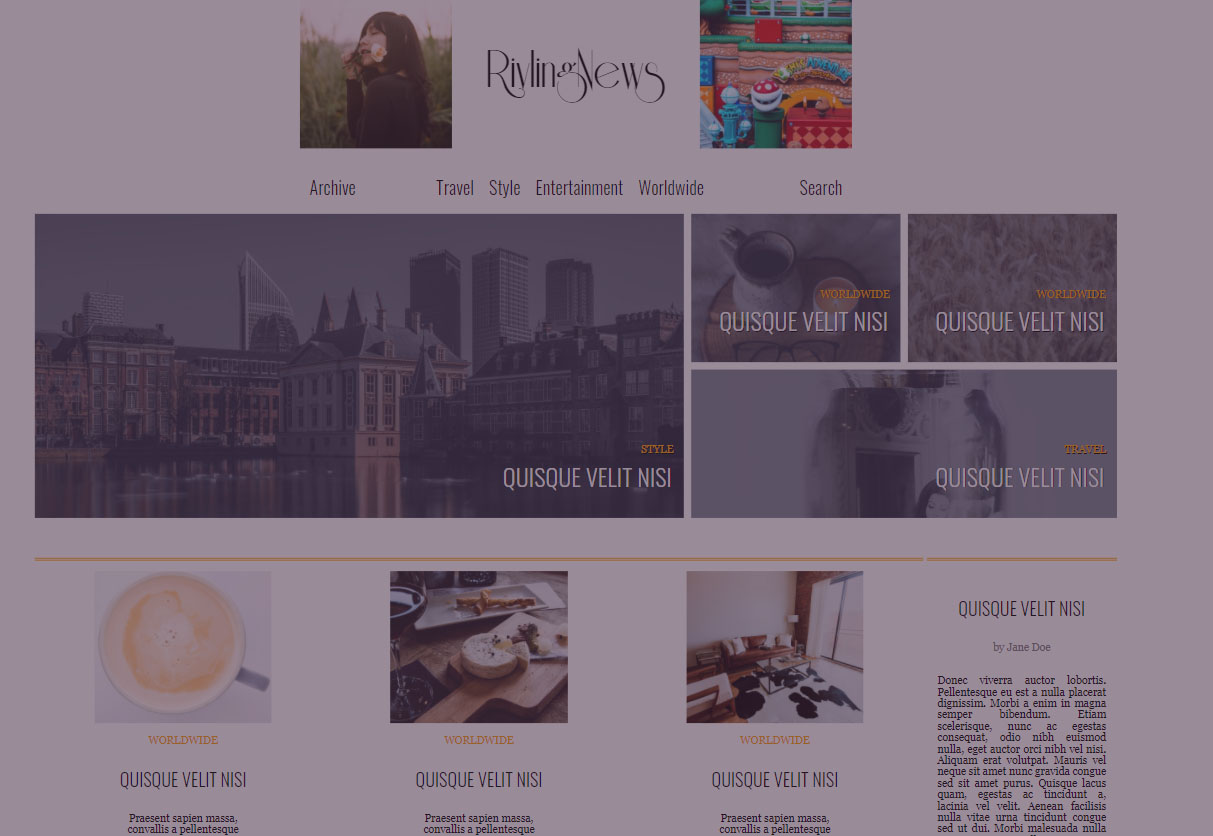 RivlingNews
Archive Travel Style Entertainment Worldwide Search
STYLE
QUISQUE VELIT NISI
WORLDWIDE
QUISQUE VELIT NISI
WORLDWIDE
QUISQUE VELIT NISI
TRAVEL
QUISQUE VELIT NISI
WORLDWIDE
QUISQUE VELIT NISI
Praesent sapien massa,
convallis a pellentesque
WORLDWIDE
QUISQUE VELIT NISI
Praesent sapien massa,
convallis a pellentesque
WORLDWIDE
QUISQUE VELIT NISI
Praesent sapien massa,
convallis a pellentesque
QUISQUE VELIT NISI
by Jane Doe
Donec viverra auctor lobortis.
Pellentesque eu est a nulla placerat
dignissim. Morbi a enim in magna
semper bibendum. Etiam
scelerisque, nunc ac egestas
consequat, odio nibh euismod
nulla, eget auctor orci nibh vel nisi.
Aliquam erat volutpat. Mauris vel
neque sit amet nunc gravida congue
sed sit amet purus. Quisque lacus
quam, egestas ac tincidunt a,
lacinia vel velit. Aenean facilisis
nulla vitae urna tincidunt congue
sed ut dui. Morbi malesuada nulla